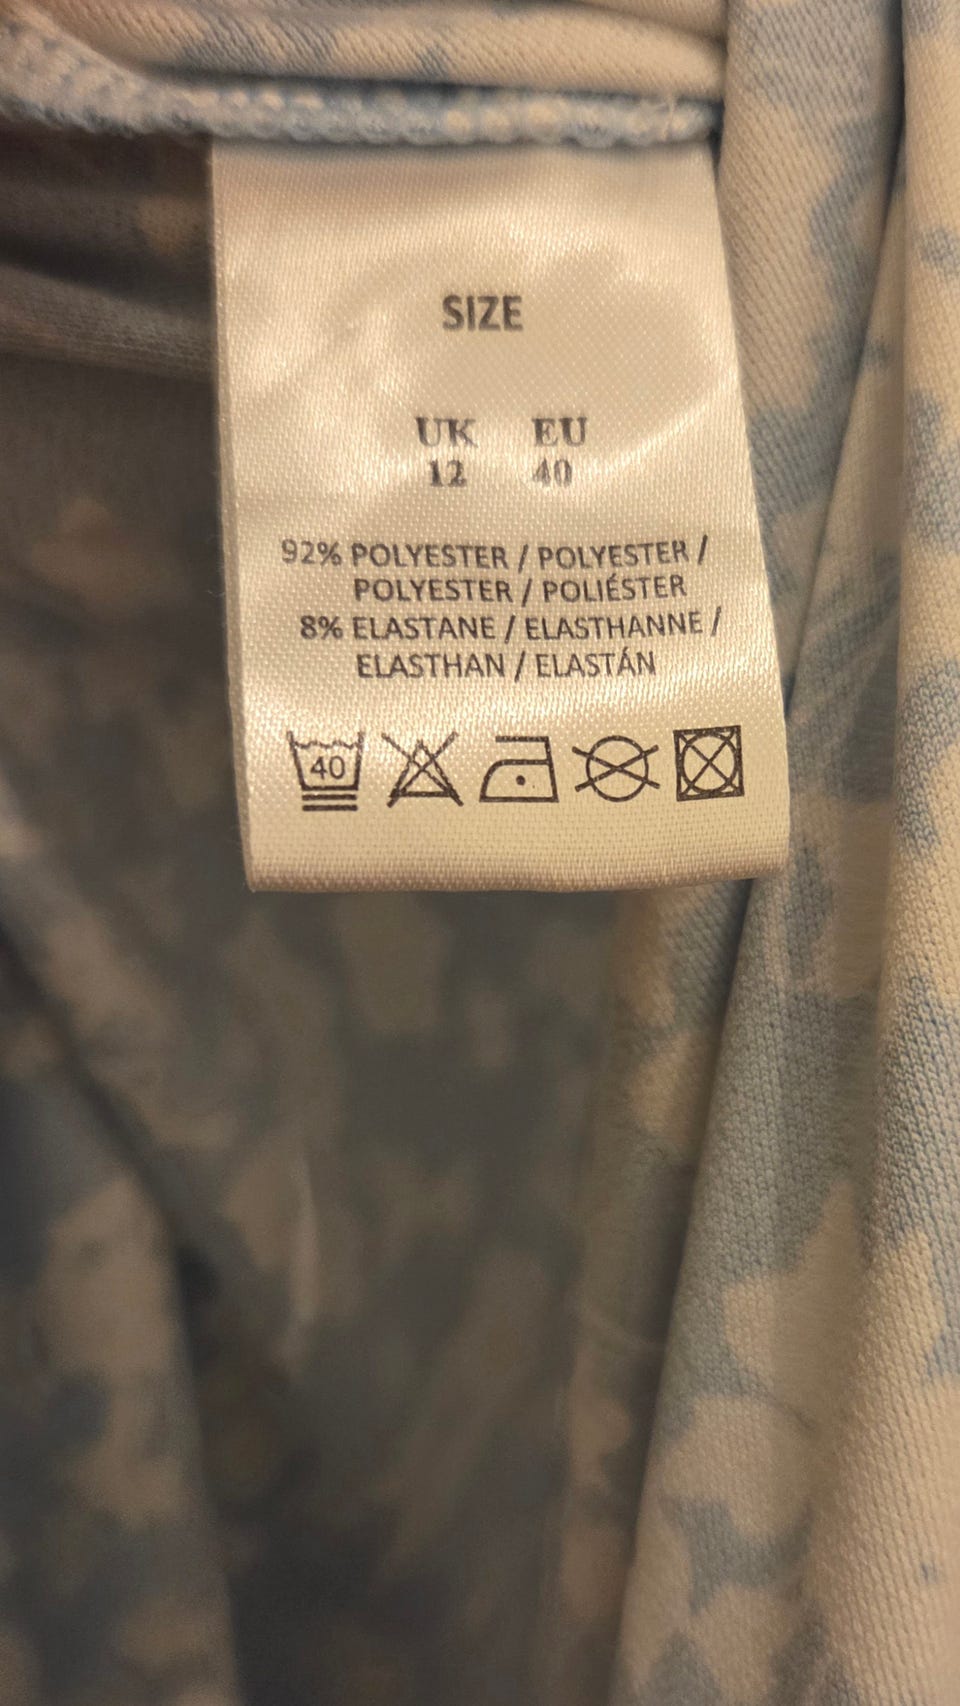 SIZE
UK EU
12 40
92% POLYESTER / POLYESTER /
POLYESTER / POLIÉSTER
8% ELASTANE / ELASTHANNE /
ELASTHAN / ELASTÁN
40